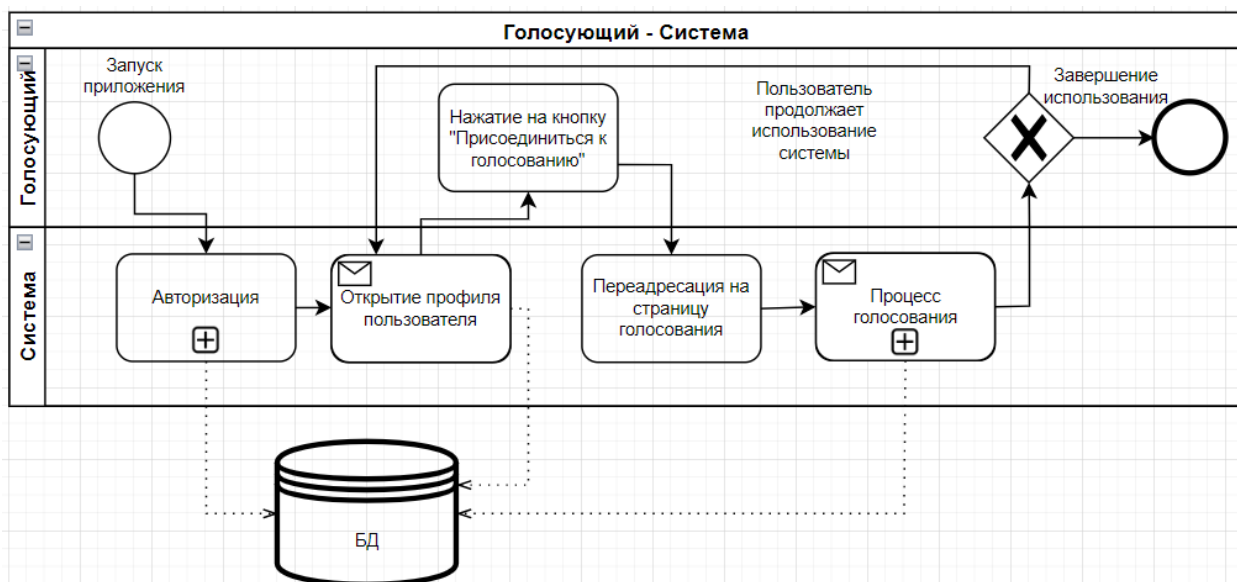 Голосующий - Система
Голосующий
Запуск
приложения
Нажатие на кнопку
"Присоединиться к
голосованию"
Пользователь
продолжает
использование
системы
Завершение
использования
Система
Авторизация
Открытие профиля
пользователя
Переадресация на
страницу
голосования
Процесс
голосования
БД